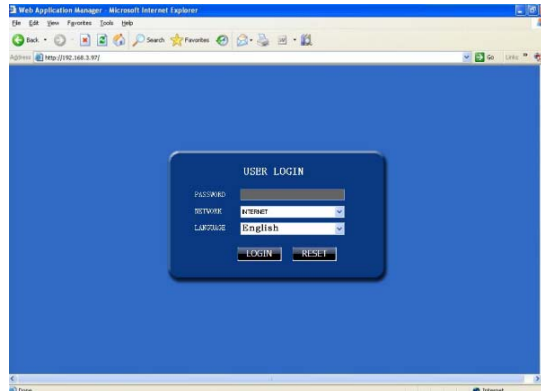 Web Application Manager - Microsoft Internet Explorer
File Edit View Favorites Tools Help
Back Search Favorites
Address http://192.168.3.97/ Go Links »
USER LOGIN
PASSWORD
NETWORK INTERNET
LANGUAGE English
LOGIN RESET
Done Internet